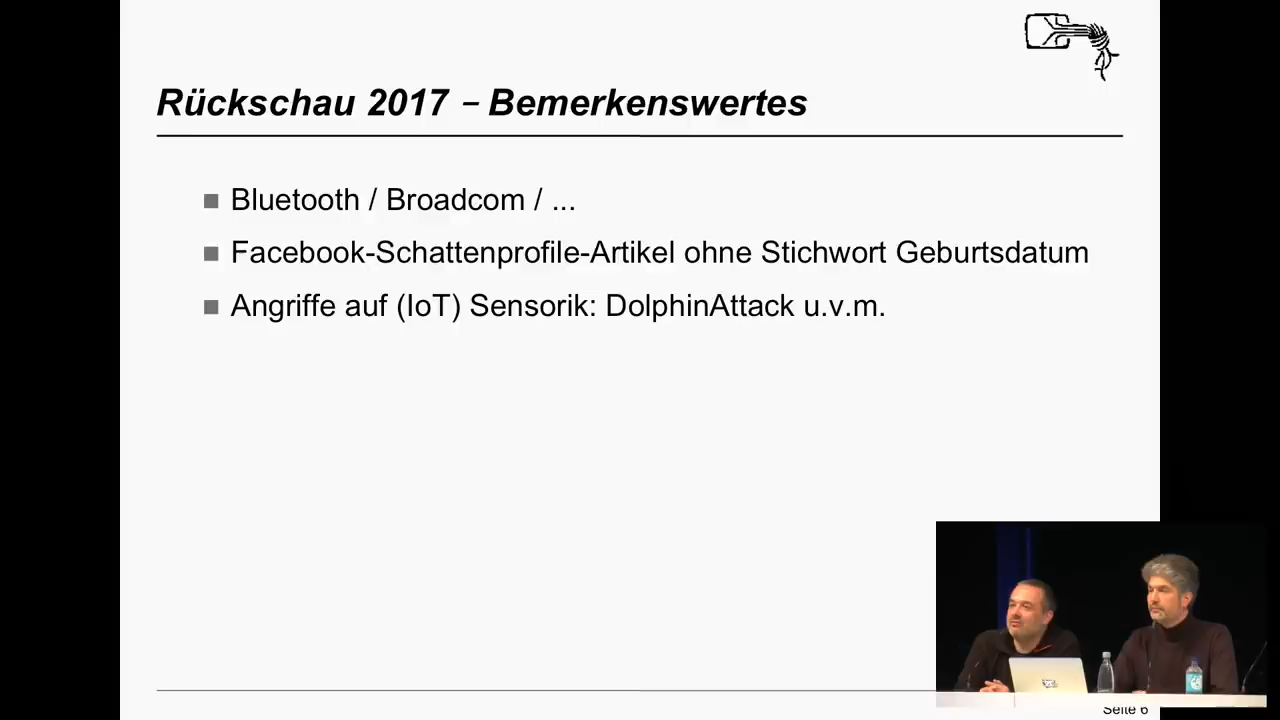 Rückschau 2017 – Bemerkenswertes
Bluetooth / Broadcom / ...
Facebook-Schattenprofile-Artikel ohne Stichwort Geburtsdatum
Angriffe auf (IoT) Sensorik: DolphinAttack u.v.m.
Seite 6